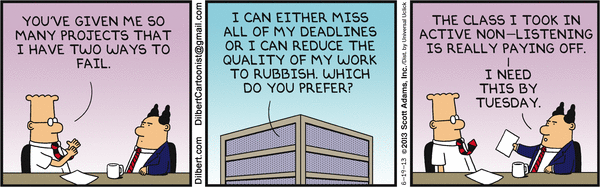 YOU'VE GIVEN ME SO
MANY PROJECTS THAT
I HAVE TWO WAYS TO
FAIL.
Dilbert.com DilbertCartoonist@gmail.com
I CAN EITHER MISS
ALL OF MY DEADLINES
OR I CAN REDUCE THE
QUALITY OF MY WORK
TO RUBBISH. WHICH
DO YOU PREFER?
6-19-13 ©2013 Scott Adams, Inc. /Dist. by Universal Uclick
THE CLASS I TOOK IN
ACTIVE NON-LISTENING
IS REALLY PAYING OFF.
I NEED
THIS BY
TUESDAY.